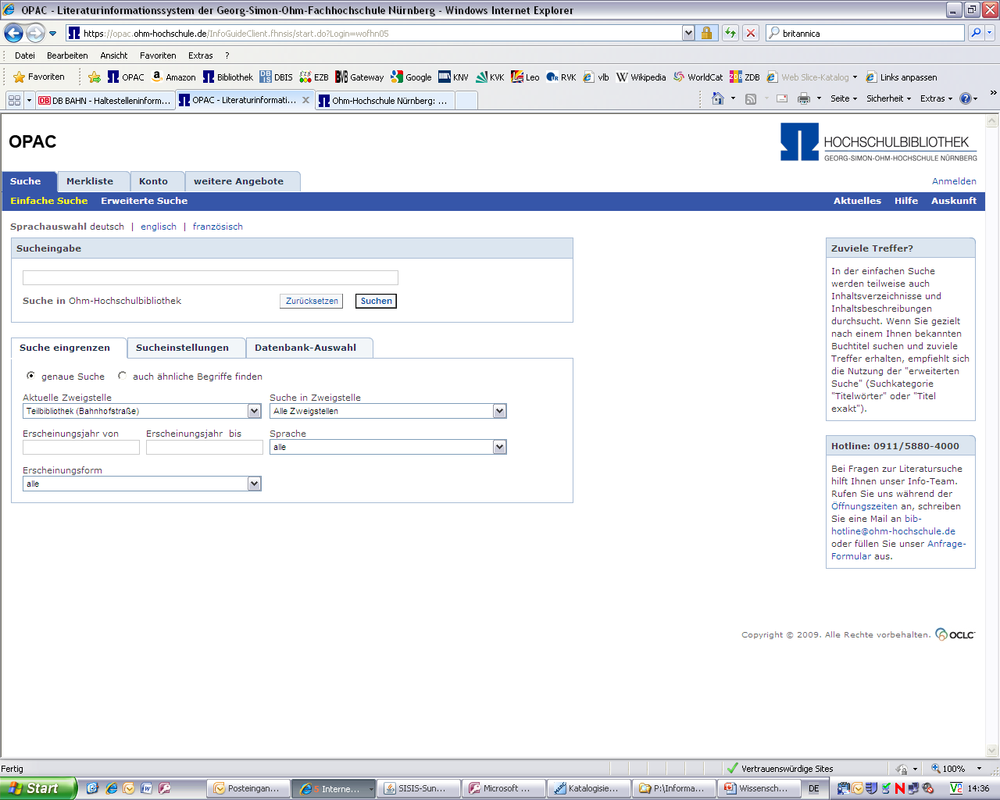 OPAC - Literaturinformationssystem der Georg-Simon-Ohm-Fachhochschule Nürnberg - Windows Internet Explorer
https://opac.ohm-hochschule.de/InfoGuideClient.fhnsis/start.do?Login=wofhn05
britannica
Datei Bearbeiten Ansicht Favoriten Extras ?
Favoriten OPAC Amazon Bibliothek DBIS EZB Gateway Google KNV KVK Leo RVK vlb Wikipedia WorldCat ZDB Web Slice-Katalog Links anpassen
DB BAHN - Haltestelleninform... OPAC - Literaturinformati... Ohm-Hochschule Nürnberg: ... Seite Sicherheit Extras
OPAC
HOCHSCHULBIBLIOTHEK
GEORG-SIMON-OHM-HOCHSCHULE NÜRNBERG
Suche Merkliste Konto weitere Angebote Anmelden
Einfache Suche Erweiterte Suche Aktuelles Hilfe Auskunft
Sprachauswahl deutsch | englisch | französisch
Sucheingabe
Suche in Ohm-Hochschulbibliothek Zurücksetzen Suchen
Suche eingrenzen Sucheinstellungen Datenbank-Auswahl
genaue Suche auch ähnliche Begriffe finden
Aktuelle Zweigstelle Suche in Zweigstelle
Teilbibliothek (Bahnhofstraße) Alle Zweigstellen
Erscheinungsjahr von Erscheinungsjahr bis Sprache
alle
Erscheinungsform
alle
Zuviele Treffer?
In der einfachen Suche
werden teilweise auch
Inhaltsverzeichnisse und
Inhaltsbeschreibungen
durchsucht. Wenn Sie gezielt
nach einem Ihnen bekannten
Buchtitel suchen und zuviele
Treffer erhalten, empfiehlt sich
die Nutzung der "erweiterten
Suche" (Suchkategorie
"Titelwörter" oder "Titel
exakt").
Hotline: 0911/5880-4000
Bei Fragen zur Literatursuche
hilft Ihnen unser Info-Team.
Rufen Sie uns während der
Öffnungszeiten an, schreiben
Sie eine Mail an bib-
hotline@ohm-hochschule.de
oder füllen Sie unser Anfrage-
Formular aus.
Copyright © 2009. Alle Rechte vorbehalten. OCLC
Fertig Vertrauenswürdige Sites 100%
Start Posteingan... 5 Interne... SISIS-Sun... Microsoft ... Katalogisie... P:\Informa... Wissensch... DE 14:36